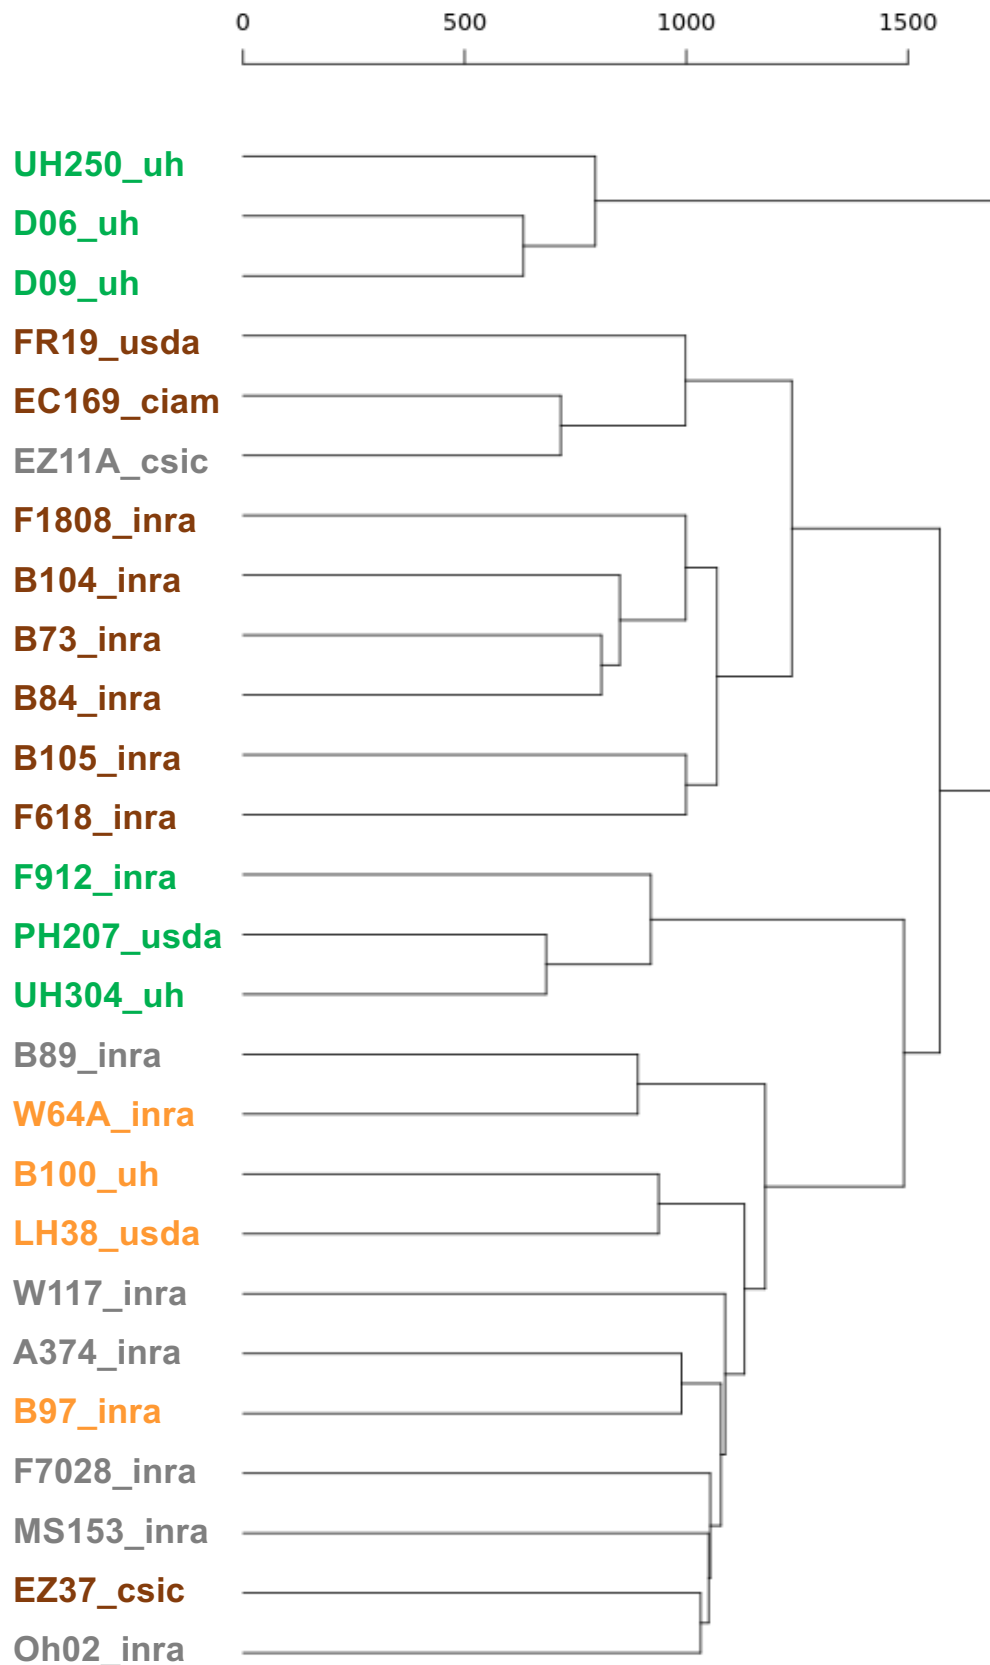 0 500 1000 1500
UH250_uh
D06_uh
D09_uh
FR19_usda
EC169_ciam
EZ11A_csic
F1808_inra
B104_inra
B73_inra
B84_inra
B105_inra
F618_inra
F912_inra
PH207_usda
UH304_uh
B89_inra
W64A_inra
B100_uh
LH38_usda
W117_inra
A374_inra
B97_inra
F7028_inra
MS153_inra
EZ37_csic
Oh02_inra